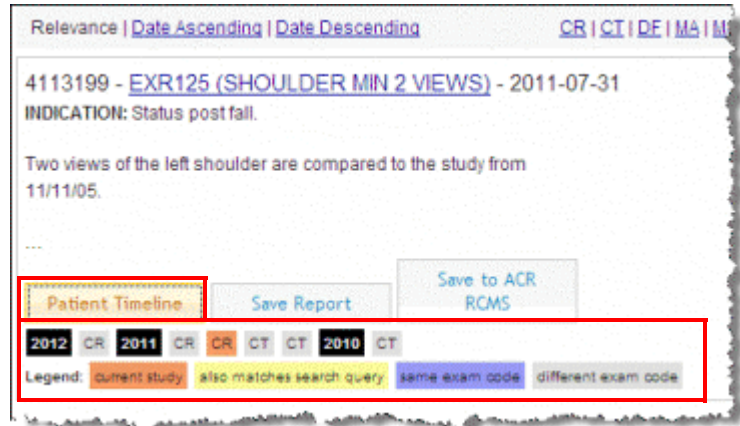 Relevance | Date Ascending | Date Descending CR | CT | DF | MA |
4113199 - EXR125 (SHOULDER MIN 2 VIEWS) - 2011-07-31
INDICATION: Status post fall.
Two views of the left shoulder are compared to the study from
11/11/05.
...
Patient Timeline Save Report Save to ACR
RCMS
2012 CR 2011 CR CR CT CT 2010 CT
Legend: current study also matches search query same exam code different exam code